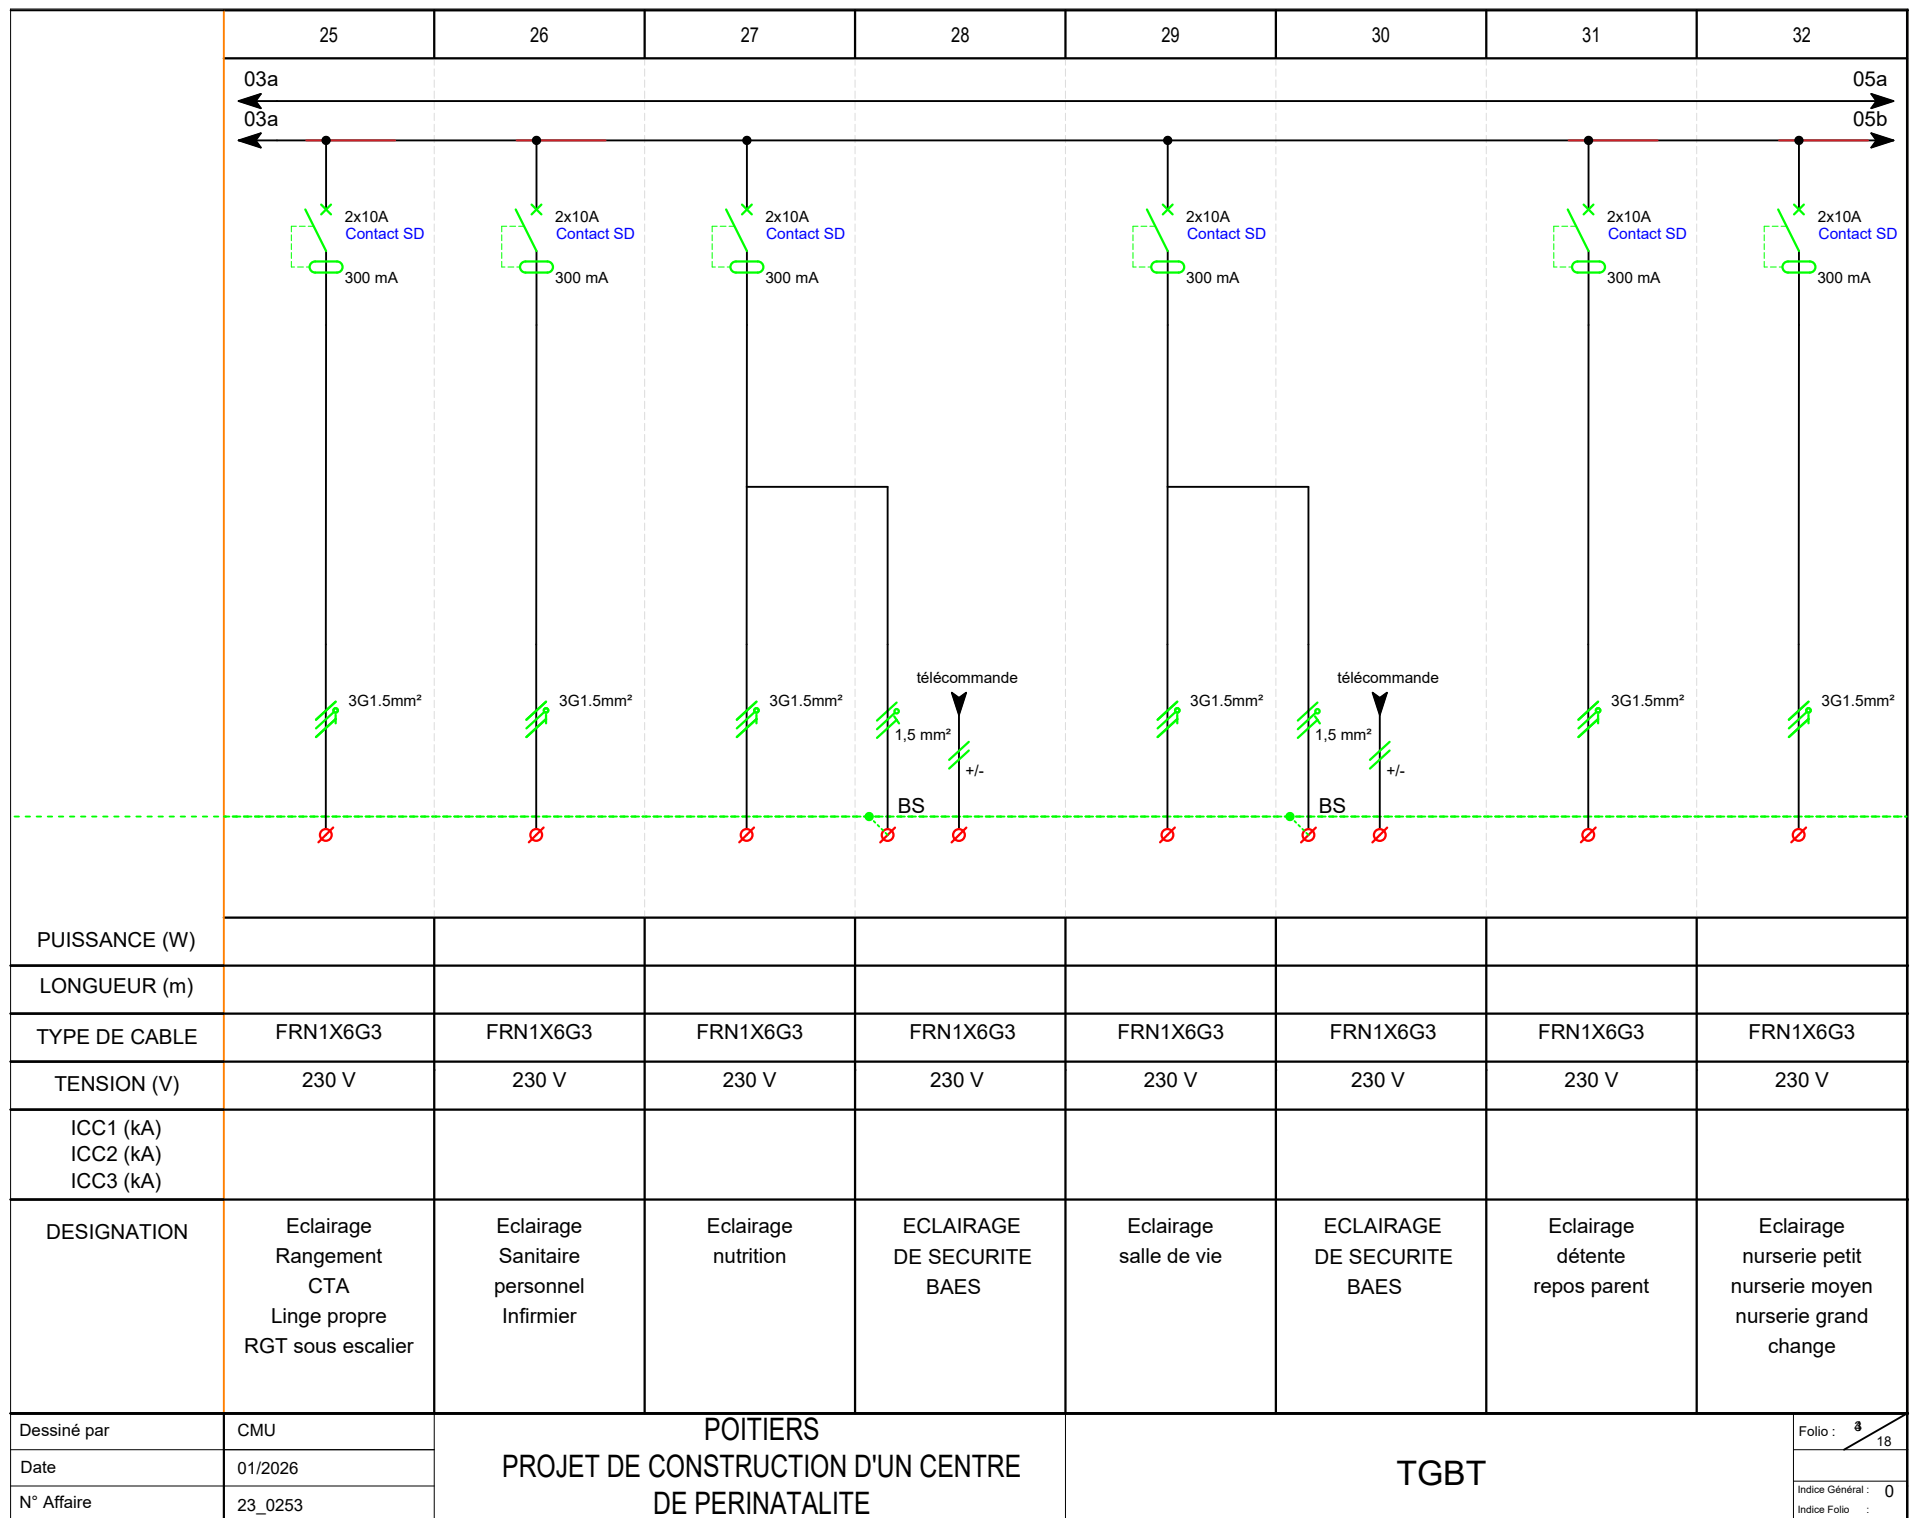 25 26 27 28 29 30 31 32
03a 05a
03a 05b
2x10A 2x10A 2x10A 2x10A 2x10A 2x10A
Contact SD Contact SD Contact SD Contact SD Contact SD Contact SD
300 mA 300 mA 300 mA 300 mA 300 mA 300 mA
télécommande télécommande
3G1.5mm² 3G1.5mm² 3G1.5mm² 3G1.5mm² 3G1.5mm² 3G1.5mm²
1,5 mm² 1,5 mm²
+/- +/-
BS BS
PUISSANCE (W)
LONGUEUR (m)
TYPE DE CABLE FRN1X6G3 FRN1X6G3 FRN1X6G3 FRN1X6G3 FRN1X6G3 FRN1X6G3 FRN1X6G3 FRN1X6G3
TENSION (V) 230 V 230 V 230 V 230 V 230 V 230 V 230 V 230 V
ICC1 (kA)
ICC2 (kA)
ICC3 (kA)
DESIGNATION
Eclairage
Rangement
CTA
Linge propre
RGT sous escalier
Eclairage
Sanitaire
personnel
Infirmier
Eclairage
nutrition
ECLAIRAGE
DE SECURITE
BAES
Eclairage
salle de vie
ECLAIRAGE
DE SECURITE
BAES
Eclairage
détente
repos parent
Eclairage
nurserie petit
nurserie moyen
nurserie grand
change
Dessiné par CMU
Date 01/2026
N° Affaire 23_0253
POITIERS
PROJET DE CONSTRUCTION D'UN CENTRE
DE PERINATALITE
TGBT
Folio : 18
Indice Général : 0
Indice Folio :